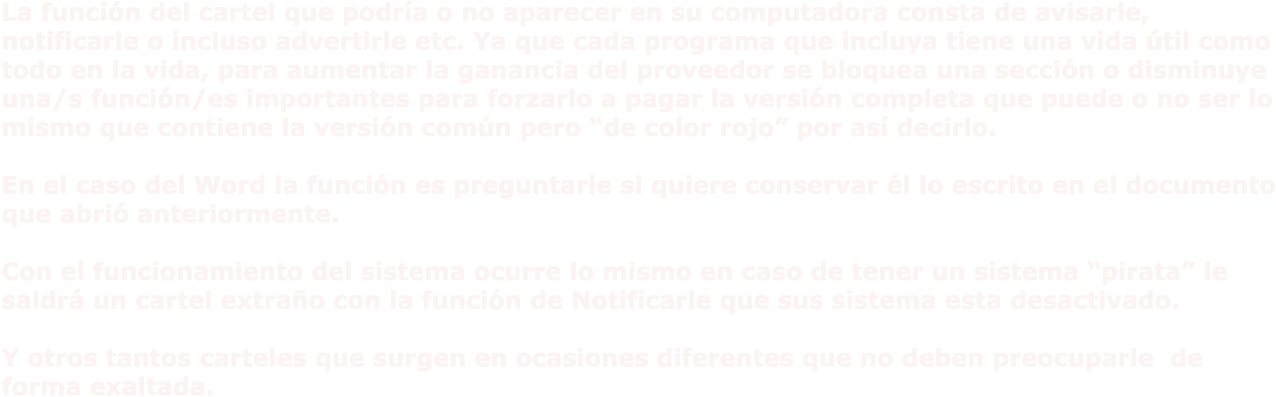 La función del cartel que podría o no aparecer en su computadora consta de avisarle,
notificarle o incluso advertirle etc. Ya que cada programa que incluya tiene una vida útil como
todo en la vida, para aumentar la ganancia del proveedor se bloquea una sección o disminuye
una/s función/es importantes para forzarlo a pagar la versión completa que puede o no ser lo
mismo que contiene la versión común pero “de color rojo” por así decirlo.
En el caso del Word la función es preguntarle si quiere conservar él lo escrito en el documento
que abrió anteriormente.
Con el funcionamiento del sistema ocurre lo mismo en caso de tener un sistema “pirata” le
saldrá un cartel extraño con la función de Notificarle que sus sistema esta desactivado.
Y otros tantos carteles que surgen en ocasiones diferentes que no deben preocuparle  de
forma exaltada.